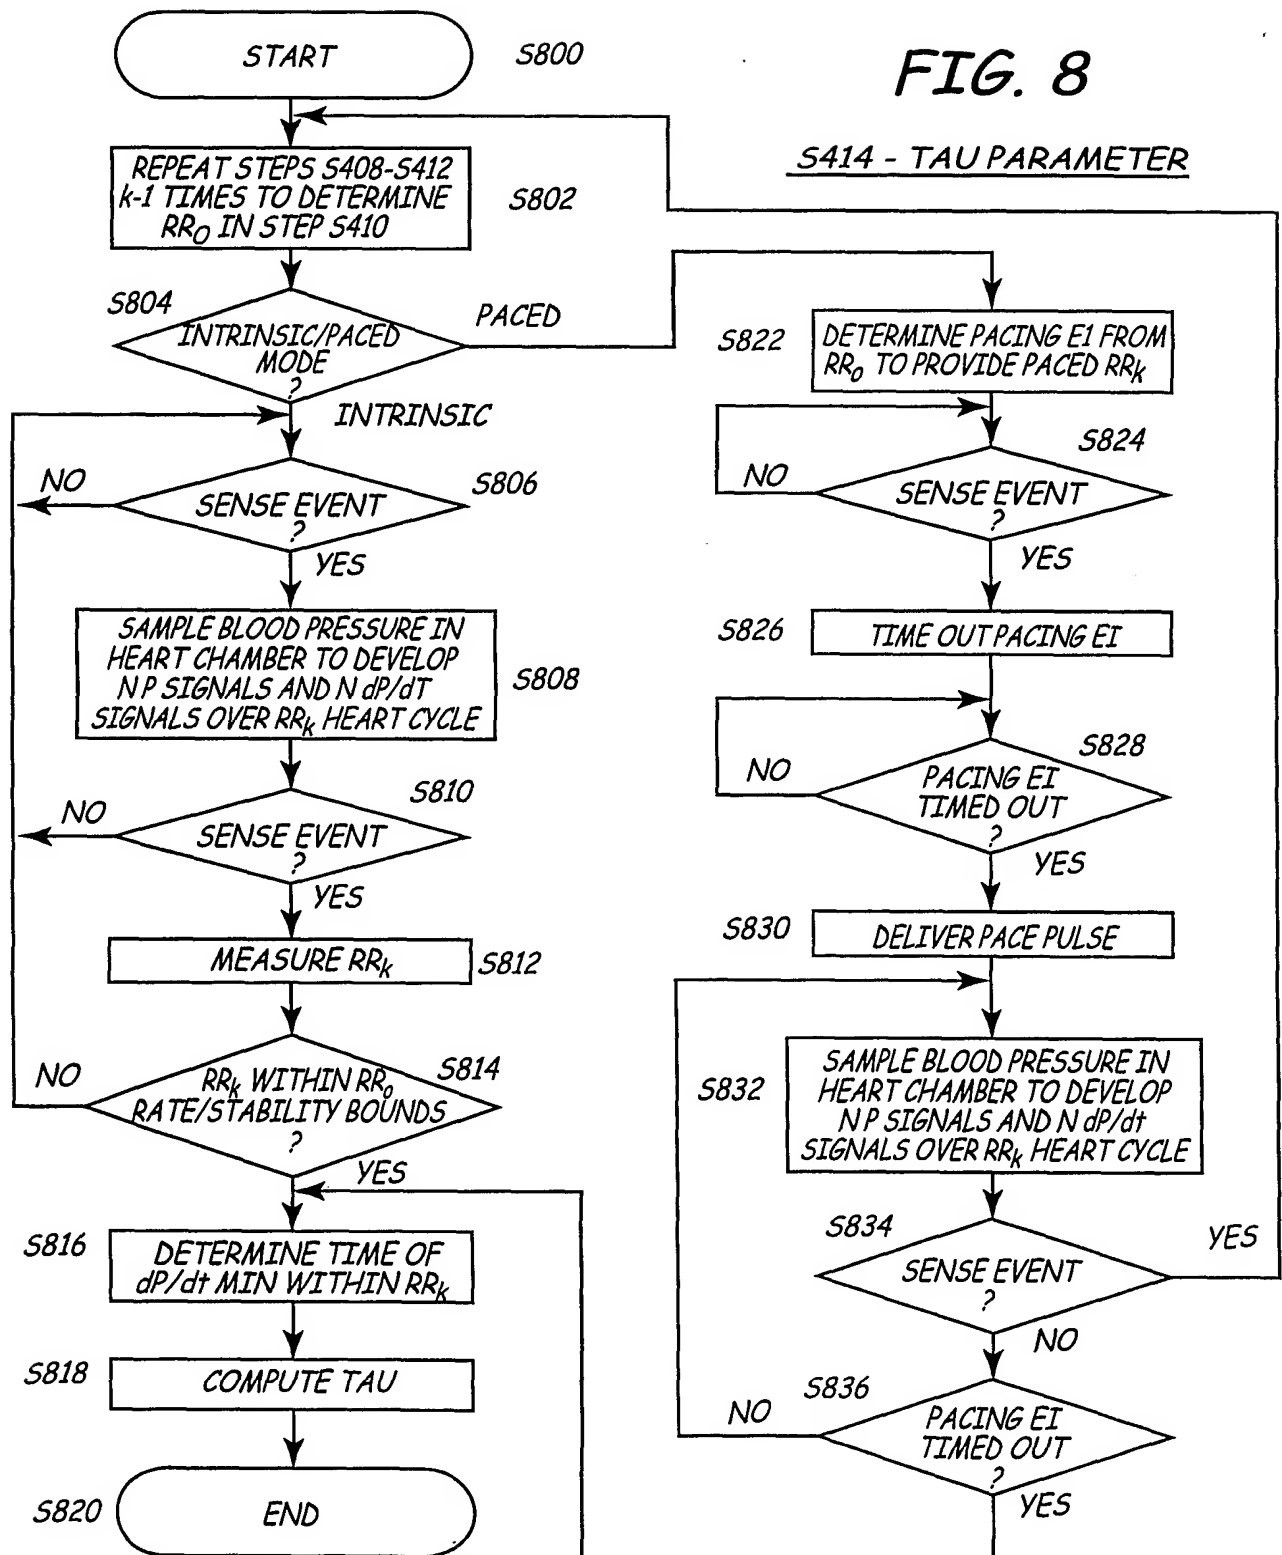 START
S800
FIG. 8
S414 - TAU PARAMETER
REPEAT STEPS S408-S412
k-1 TIMES TO DETERMINE
RRO IN STEP S410
S802
S804
INTRINSIC/PACED
MODE
?
PACED
INTRINSIC
NO
SENSE EVENT
?
S806
YES
SAMPLE BLOOD PRESSURE IN
HEART CHAMBER TO DEVELOP
N P SIGNALS AND N dP/dT
SIGNALS OVER RRk HEART CYCLE
S808
S810
NO
SENSE EVENT
?
YES
MEASURE RRk
S812
NO
S814
RRk WITHIN RRo
RATE/STABILITY BOUNDS
?
YES
S816
DETERMINE TIME OF
dP/dt MIN WITHIN RRk
S818
COMPUTE TAU
S820
END
S822
DETERMINE PACING E1 FROM
RRo TO PROVIDE PACED RRk
S824
NO
SENSE EVENT
?
YES
S826
TIME OUT PACING EI
S828
NO
PACING EI
TIMED OUT
?
YES
S830
DELIVER PACE PULSE
S832
SAMPLE BLOOD PRESSURE IN
HEART CHAMBER TO DEVELOP
N P SIGNALS AND N dP/dt
SIGNALS OVER RRk HEART CYCLE
S834
YES
SENSE EVENT
?
NO
S836
NO
PACING EI
TIMED OUT
?
YES